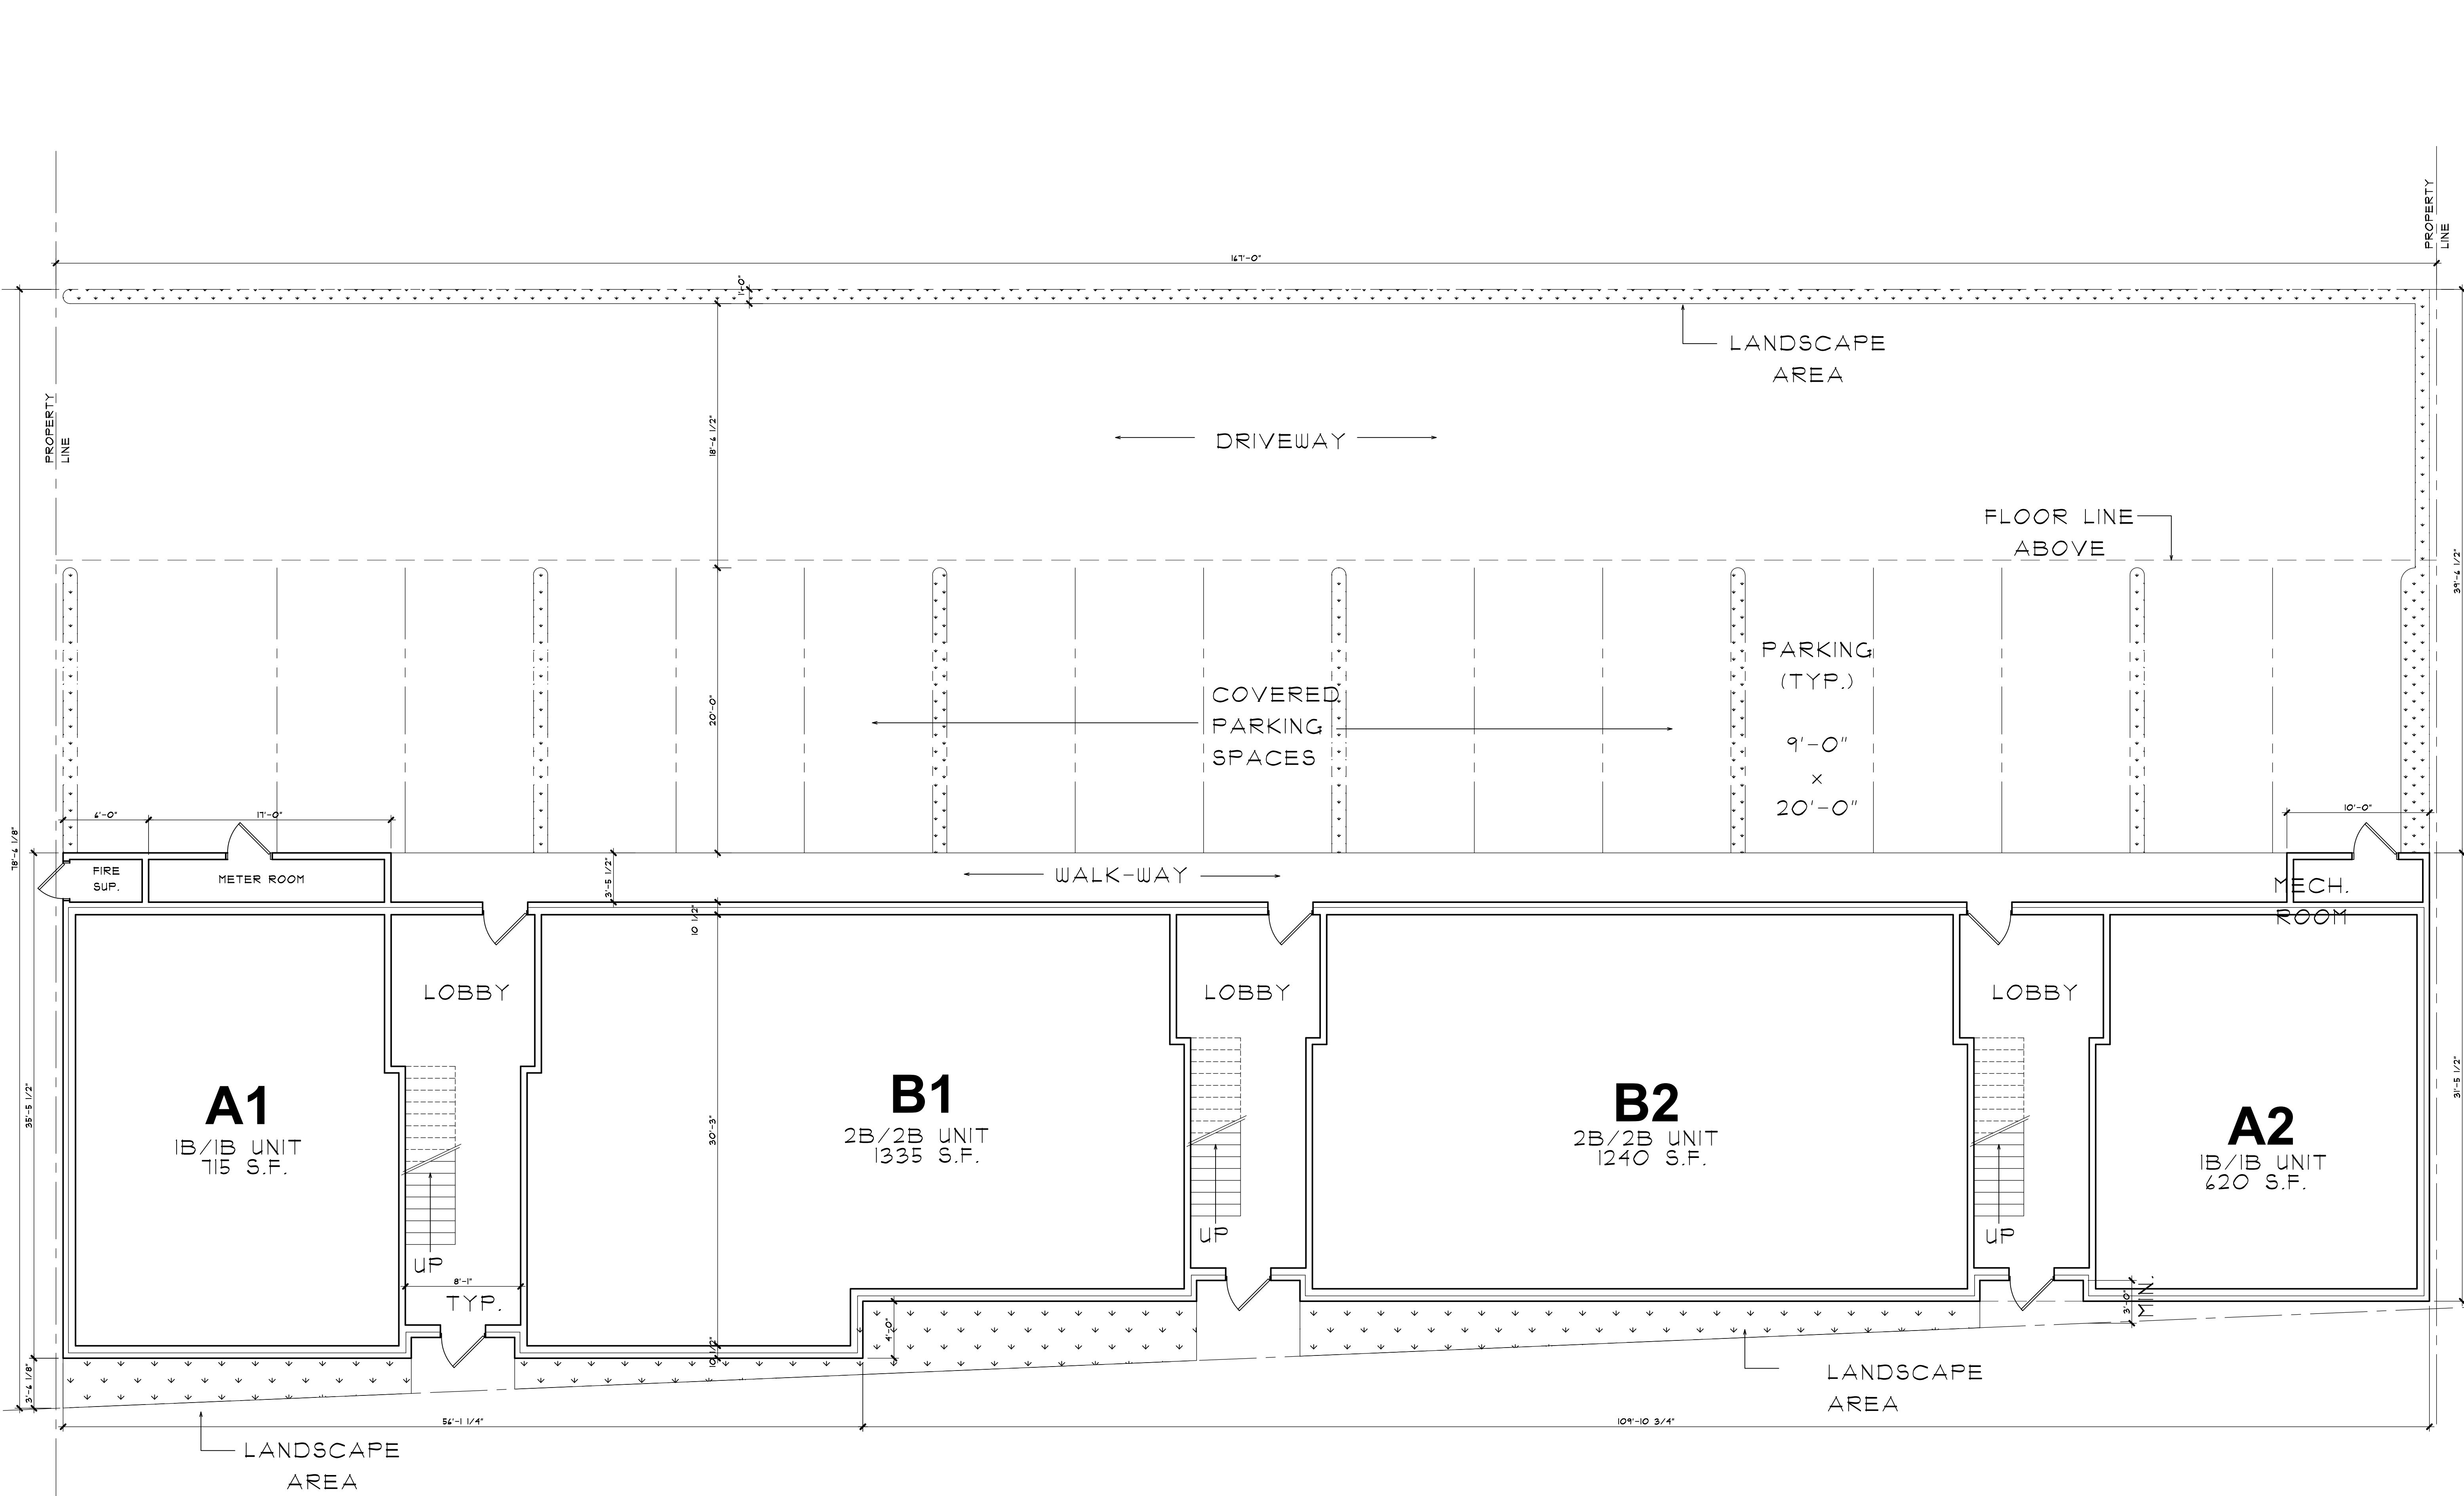 PROPERTY
LINE
167'-0"
1'-0"
LANDSCAPE
AREA
PROPERTY
LINE
18'-6 1/2"
DRIVEWAY
FLOOR LINE
ABOVE
39'-6 1/2"
PARKING
(TYP.)
9'-0"
x
20'-0"
COVERED
PARKING
SPACES
20'-0"
78'-6 1/8"
6'-0"
17'-0"
10'-0"
FIRE
SUP.
METER ROOM
3'-5 1/2"
WALK-WAY
MECH.
ROOM
10 1/2"
LOBBY
LOBBY
LOBBY
35'-5 1/2"
31'-5 1/2"
A1
1B/1B UNIT
715 S.F.
30'-3"
B1
2B/2B UNIT
1335 S.F.
B2
2B/2B UNIT
1240 S.F.
A2
1B/1B UNIT
620 S.F.
UP
UP
UP
8'-1"
TYP.
3'-0"
MIN.
4'-0"
10 1/2"
3'-6 1/8"
LANDSCAPE
AREA
56'-1 1/4"
109'-10 3/4"
LANDSCAPE
AREA